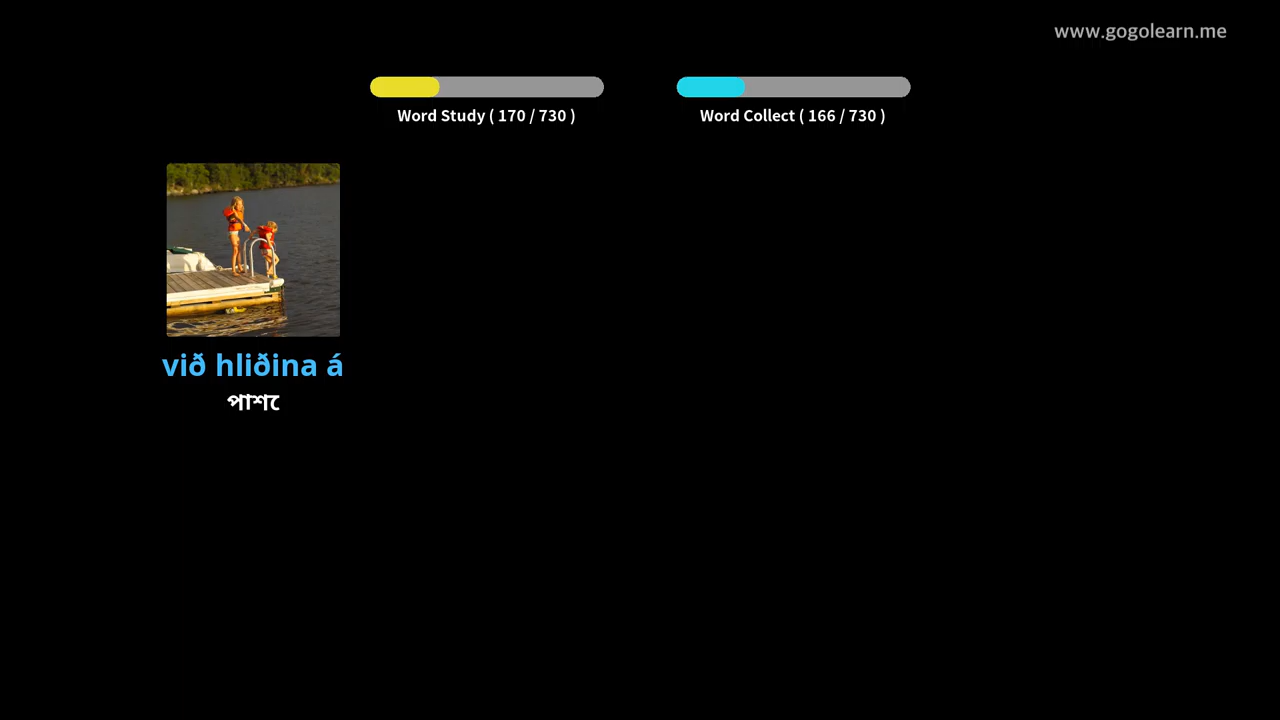 www.gogolearn.me
Word Study ( 170 / 730 )
Word Collect ( 166 / 730 )
við hliðina á
পাশে